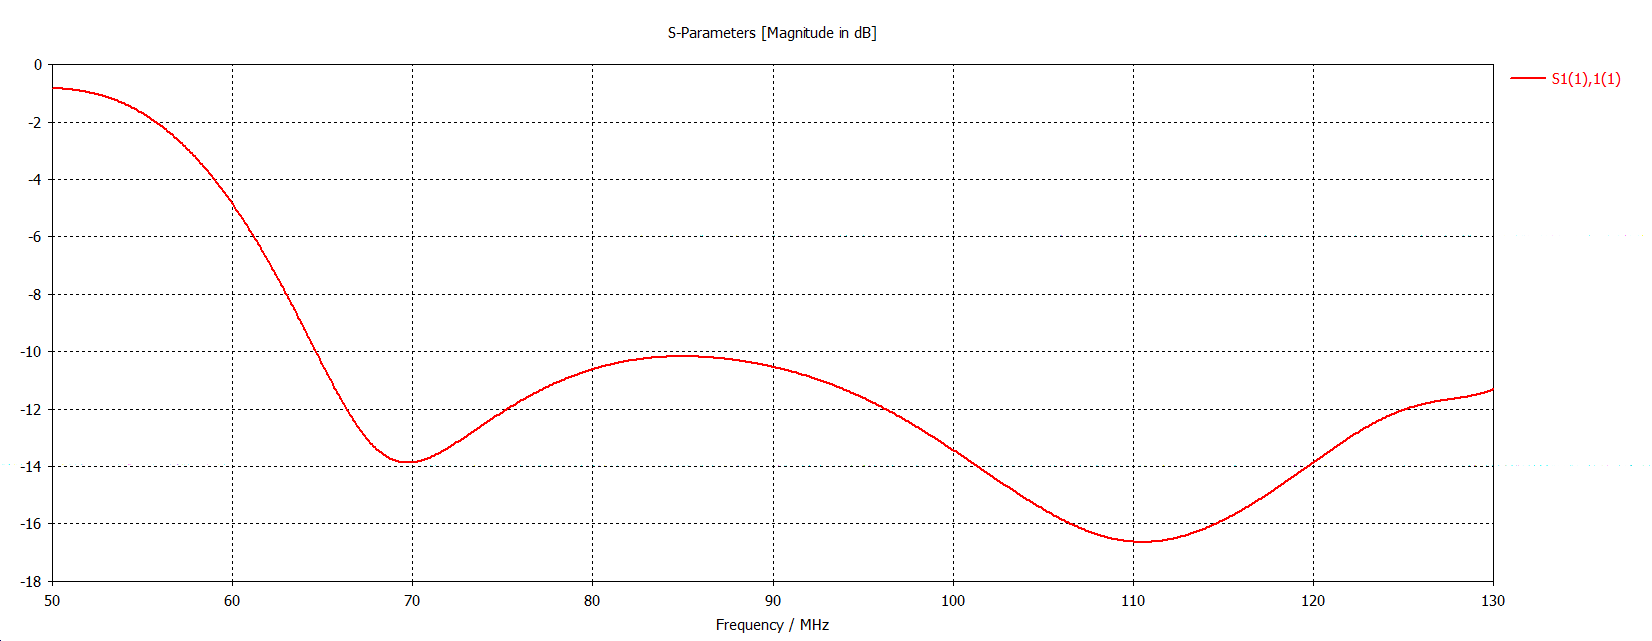 S-Parameters [Magnitude in dB]
0
-2
-4
-6
-8
-10
-12
-14
-16
-18
50 60 70 80 90 100 110 120 130
Frequency / MHz
S1(1),1(1)